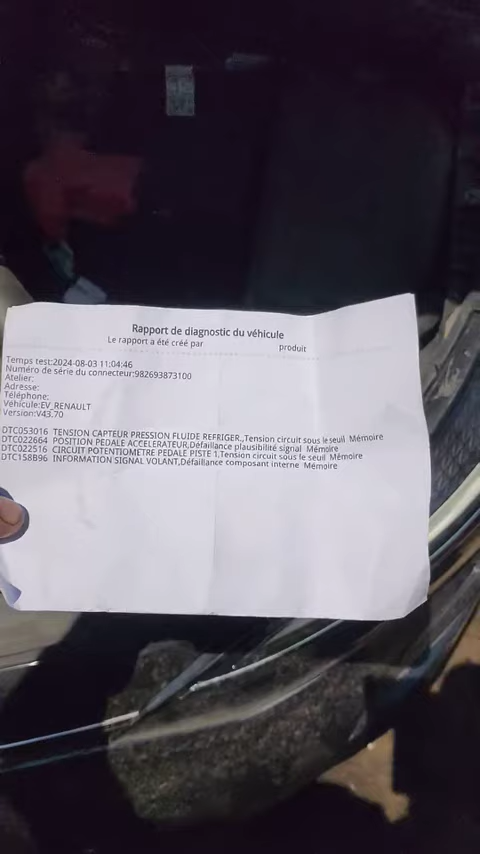 Rapport de diagnostic du véhicule
Le rapport a été créé par produit
Temps test:2024-08-03 11:04:46
Numéro de série du connecteur:982693873100
Atelier:
Adresse:
Téléphone:
Véhicule:EV_RENAULT
Version:V43.70
DTC053016 TENSION CAPTEUR PRESSION FLUIDE REFRIGER.,Tension circuit sous le seuil Mémoire
DTC022664 POSITION PEDALE ACCELERATEUR,Défaillance plausibilité signal Mémoire
DTC022516 CIRCUIT POTENTIOMETRE PEDALE PISTE 1,Tension circuit sous le seuil Mémoire
DTC158B96 INFORMATION SIGNAL VOLANT,Défaillance composant interne Mémoire